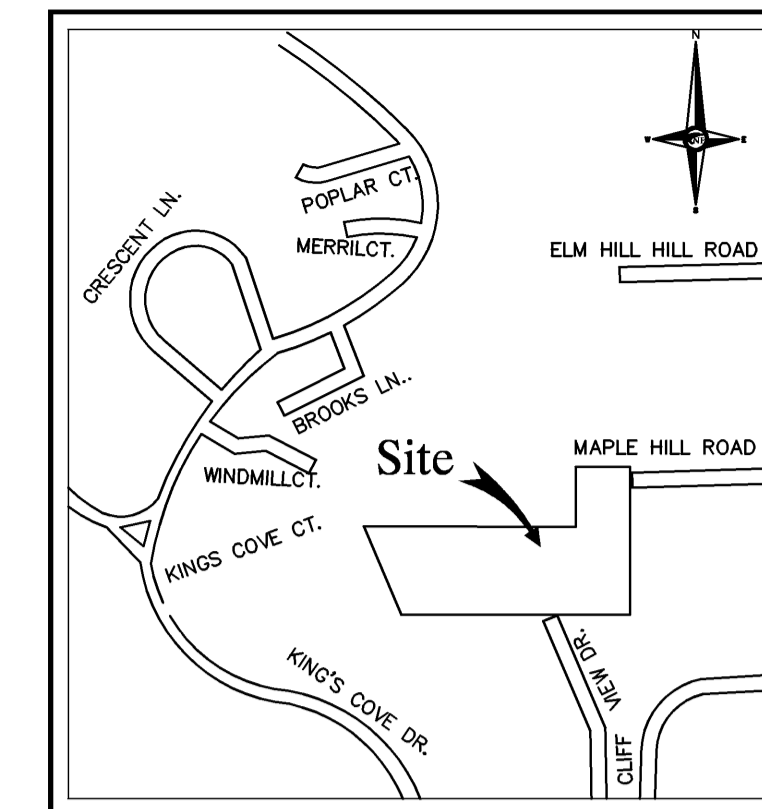 N
W
E
S
POPLAR CT.
CRESCENT LN.
MERRILCT.
ELM HILL HILL ROAD
BROOKS LN..
MAPLE HILL ROAD
Site
WINDMILLCT.
KINGS COVE CT.
KING'S COVE DR.
CLIFF VIEW DR.